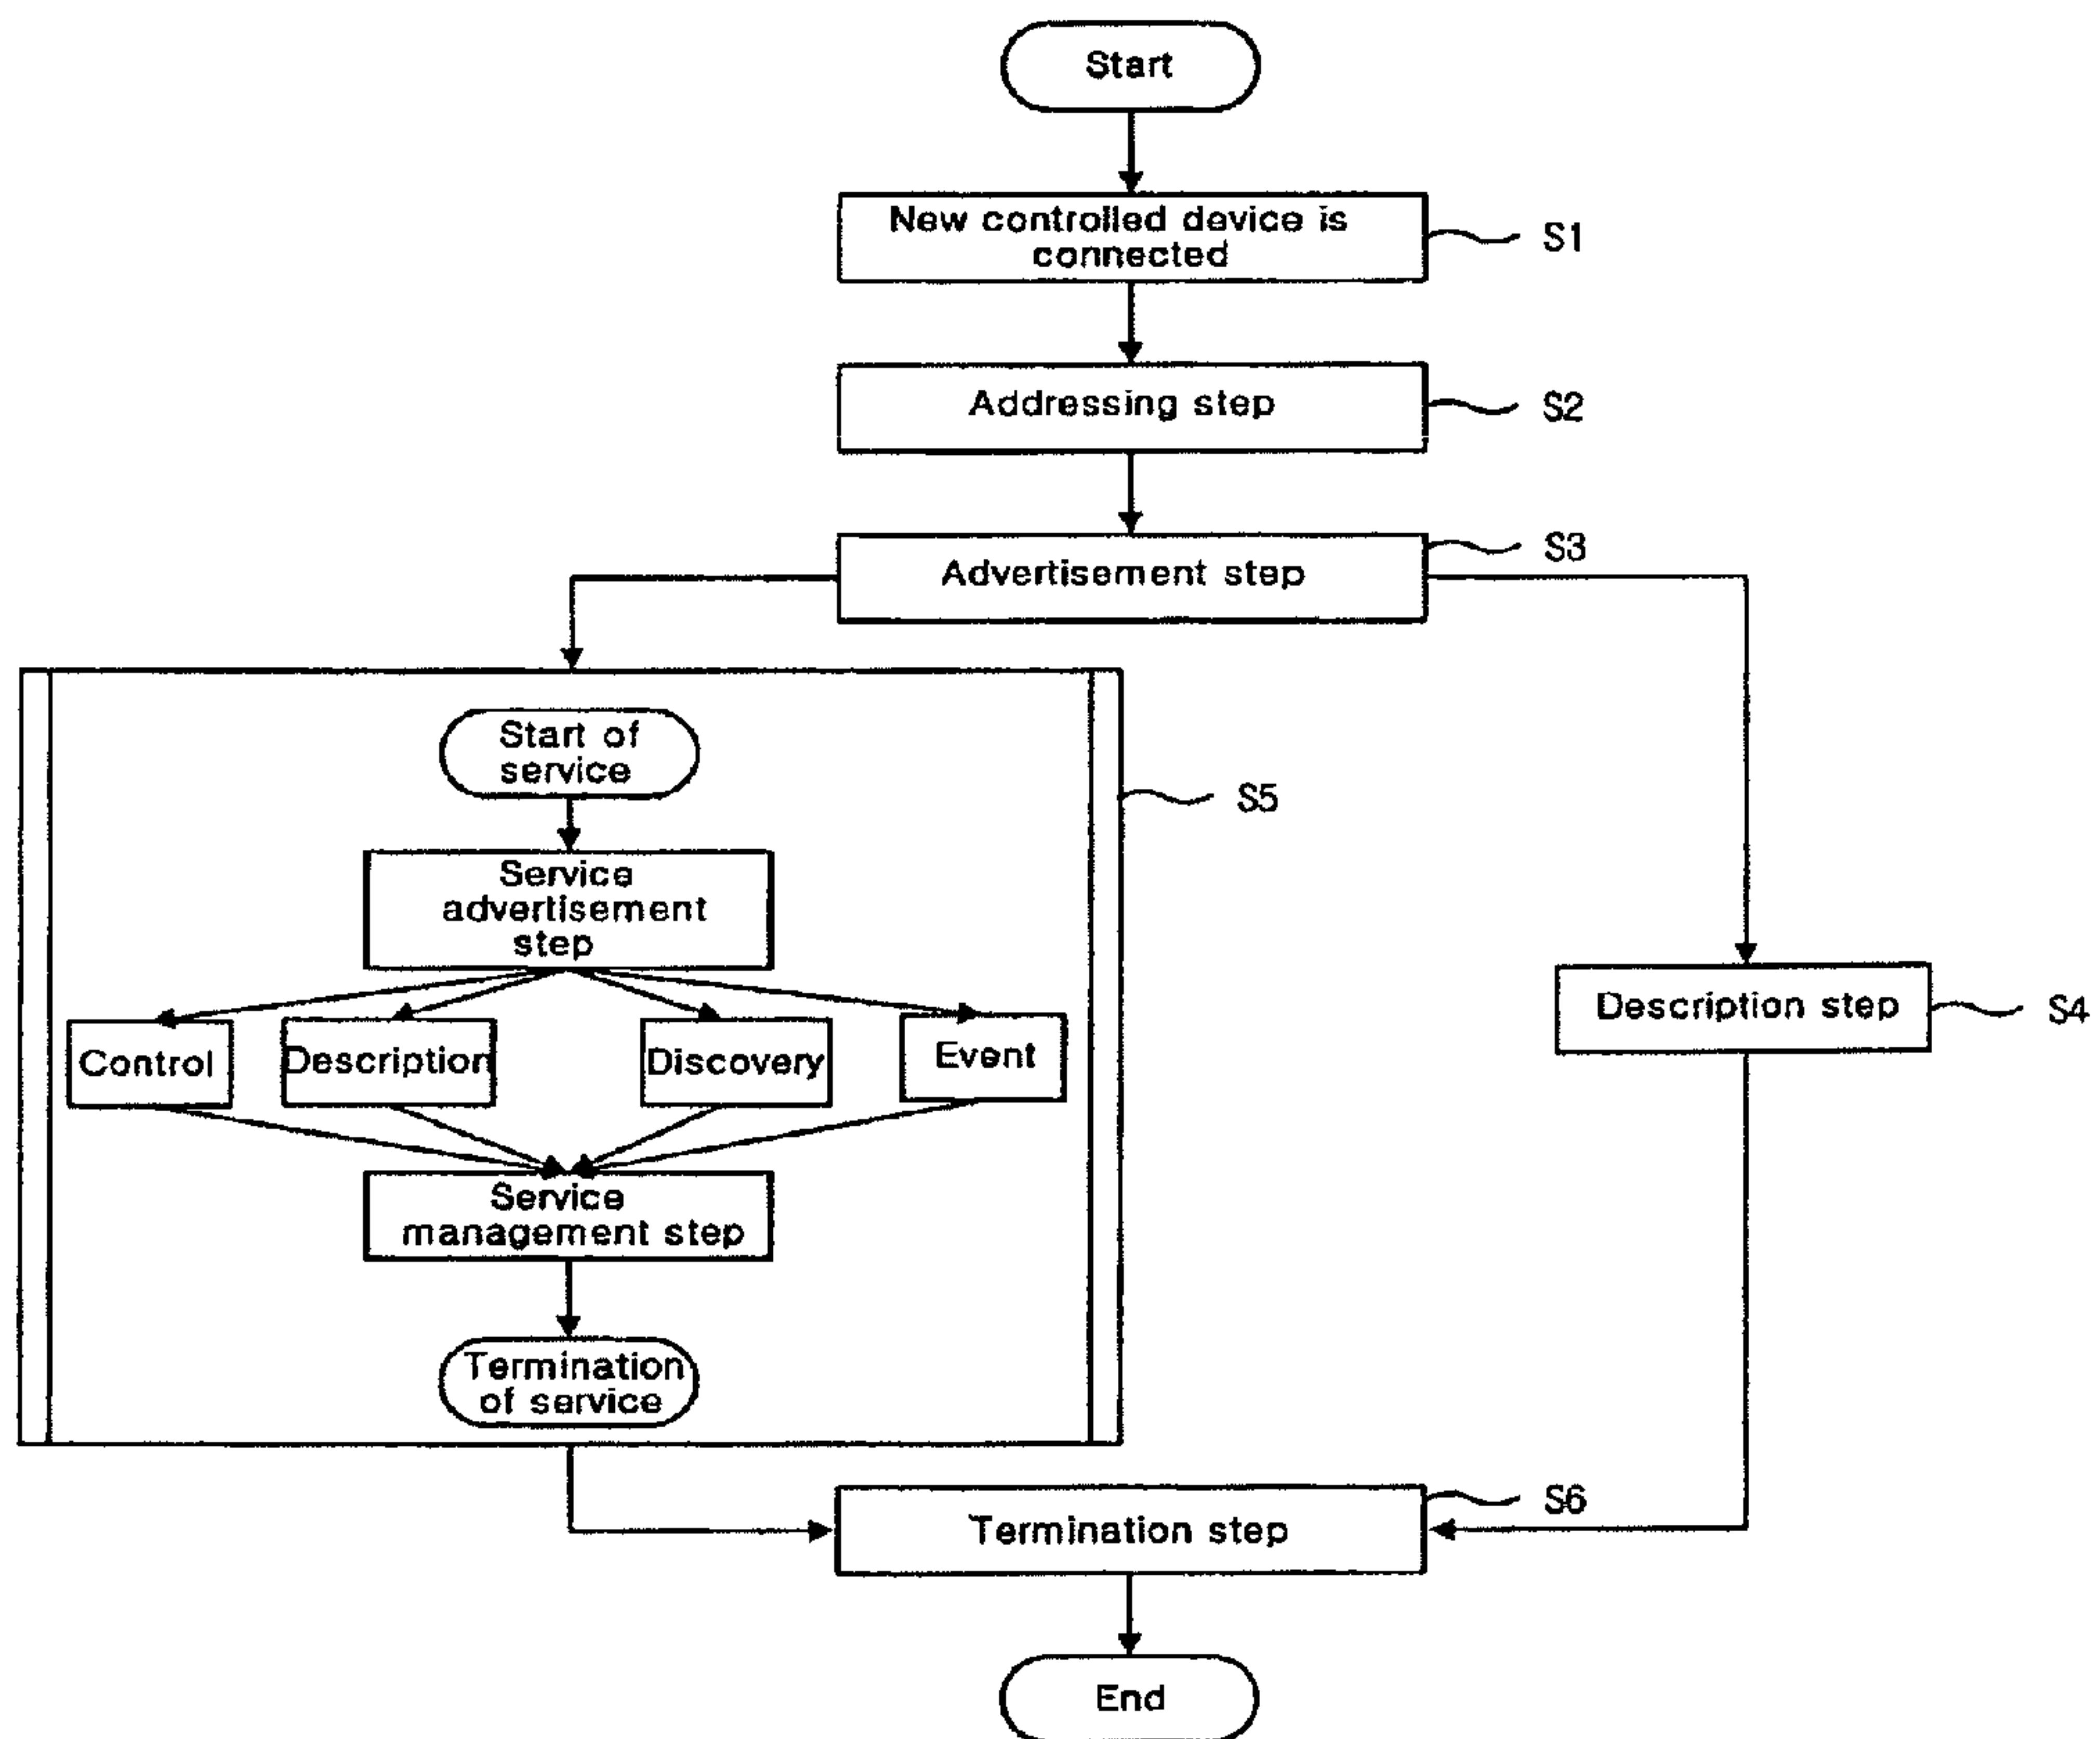 Start
New controlled device is
connected
S1
Addressing step
S2
Advertisement step
S3
Start of
service
S5
Service
advertisement
step
Control
Description
Discovery
Event
Description step
S4
Service
management step
Termination
of service
Termination step
S6
End